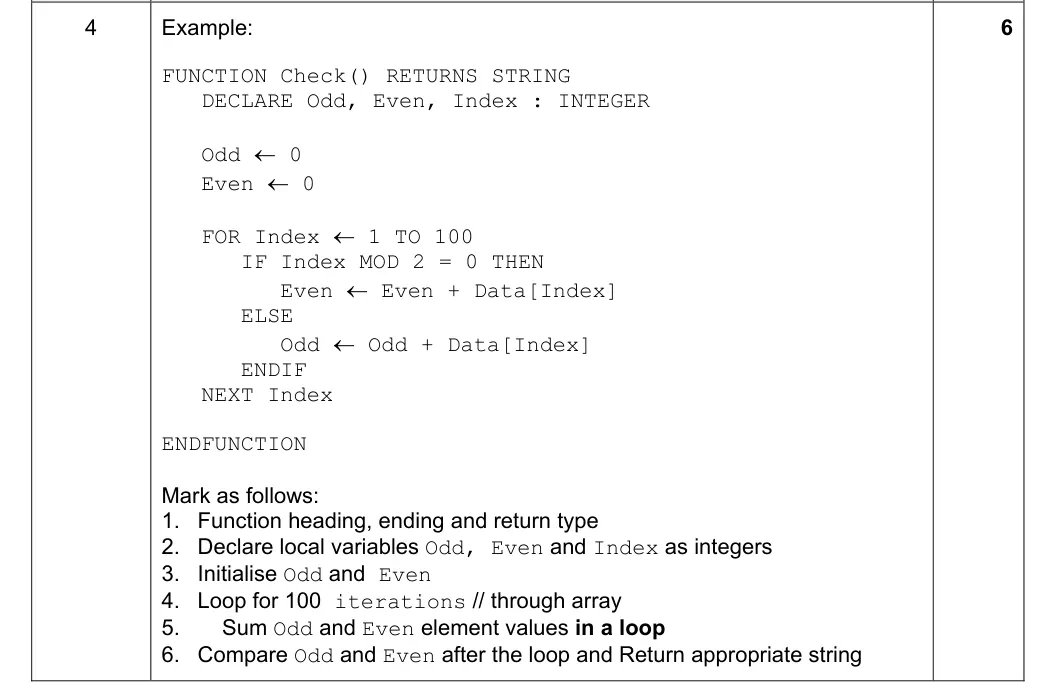 4
Example:
6
FUNCTION Check() RETURNS STRING
DECLARE Odd, Even, Index : INTEGER
Odd ← 0
Even ← 0
FOR Index ← 1 TO 100
IF Index MOD 2 = 0 THEN
Even ← Even + Data[Index]
ELSE
Odd ← Odd + Data[Index]
ENDIF
NEXT Index
ENDFUNCTION
Mark as follows:
1. Function heading, ending and return type
2. Declare local variables Odd, Even and Index as integers
3. Initialise Odd and Even
4. Loop for 100 iterations // through array
5. Sum Odd and Even element values in a loop
6. Compare Odd and Even after the loop and Return appropriate string